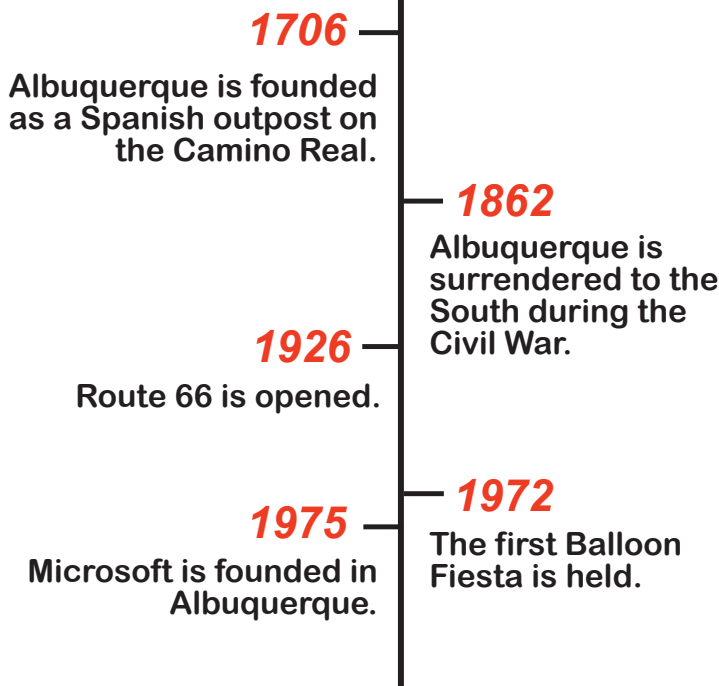 1706
Albuquerque is founded
as a Spanish outpost on
the Camino Real.
1862
Albuquerque is
surrendered to the
South during the
Civil War.
1926
Route 66 is opened.
1972
The first Balloon
Fiesta is held.
1975
Microsoft is founded in
Albuquerque.